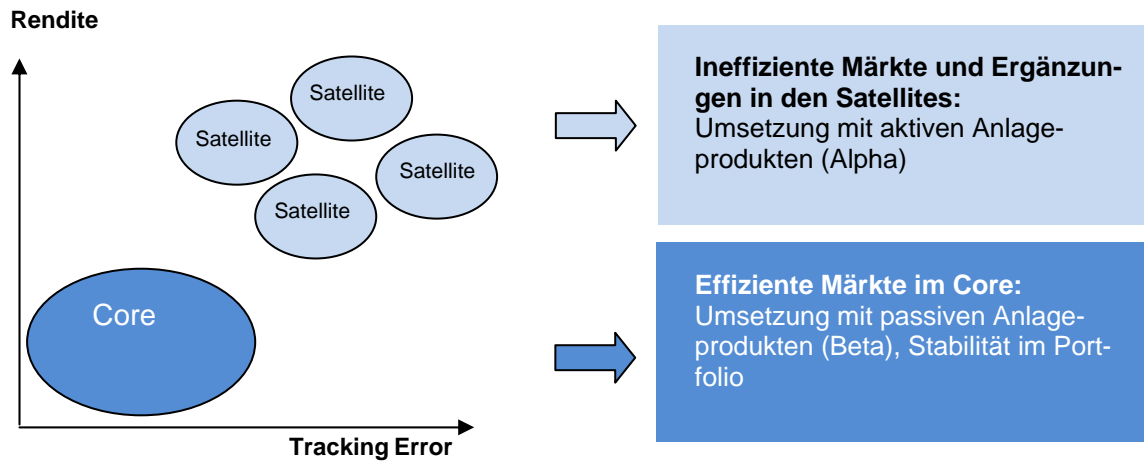 Rendite
Satellite
Satellite
Satellite
Satellite
Core
Tracking Error
Ineffiziente Märkte und Ergänzun-
gen in den Satellites:
Umsetzung mit aktiven Anlage-
produkten (Alpha)
Effiziente Märkte im Core:
Umsetzung mit passiven Anlage-
produkten (Beta), Stabilität im Port-
folio